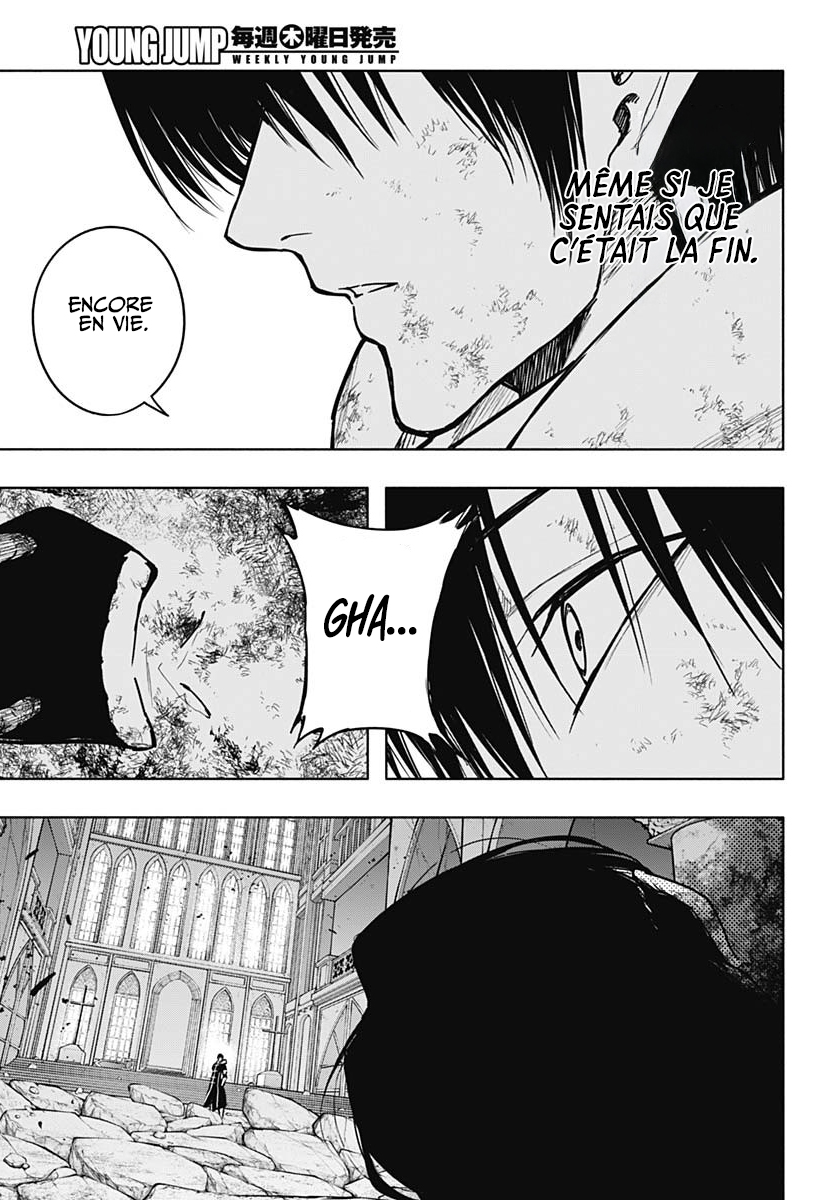 YOUNG JUMP 毎週木曜日発売
WEEKLY YOUNG JUMP
MÊME SI JE
SENTAIS QUE
C'ÉTAIT LA FIN.
ENCORE
EN VIE.
GHA...